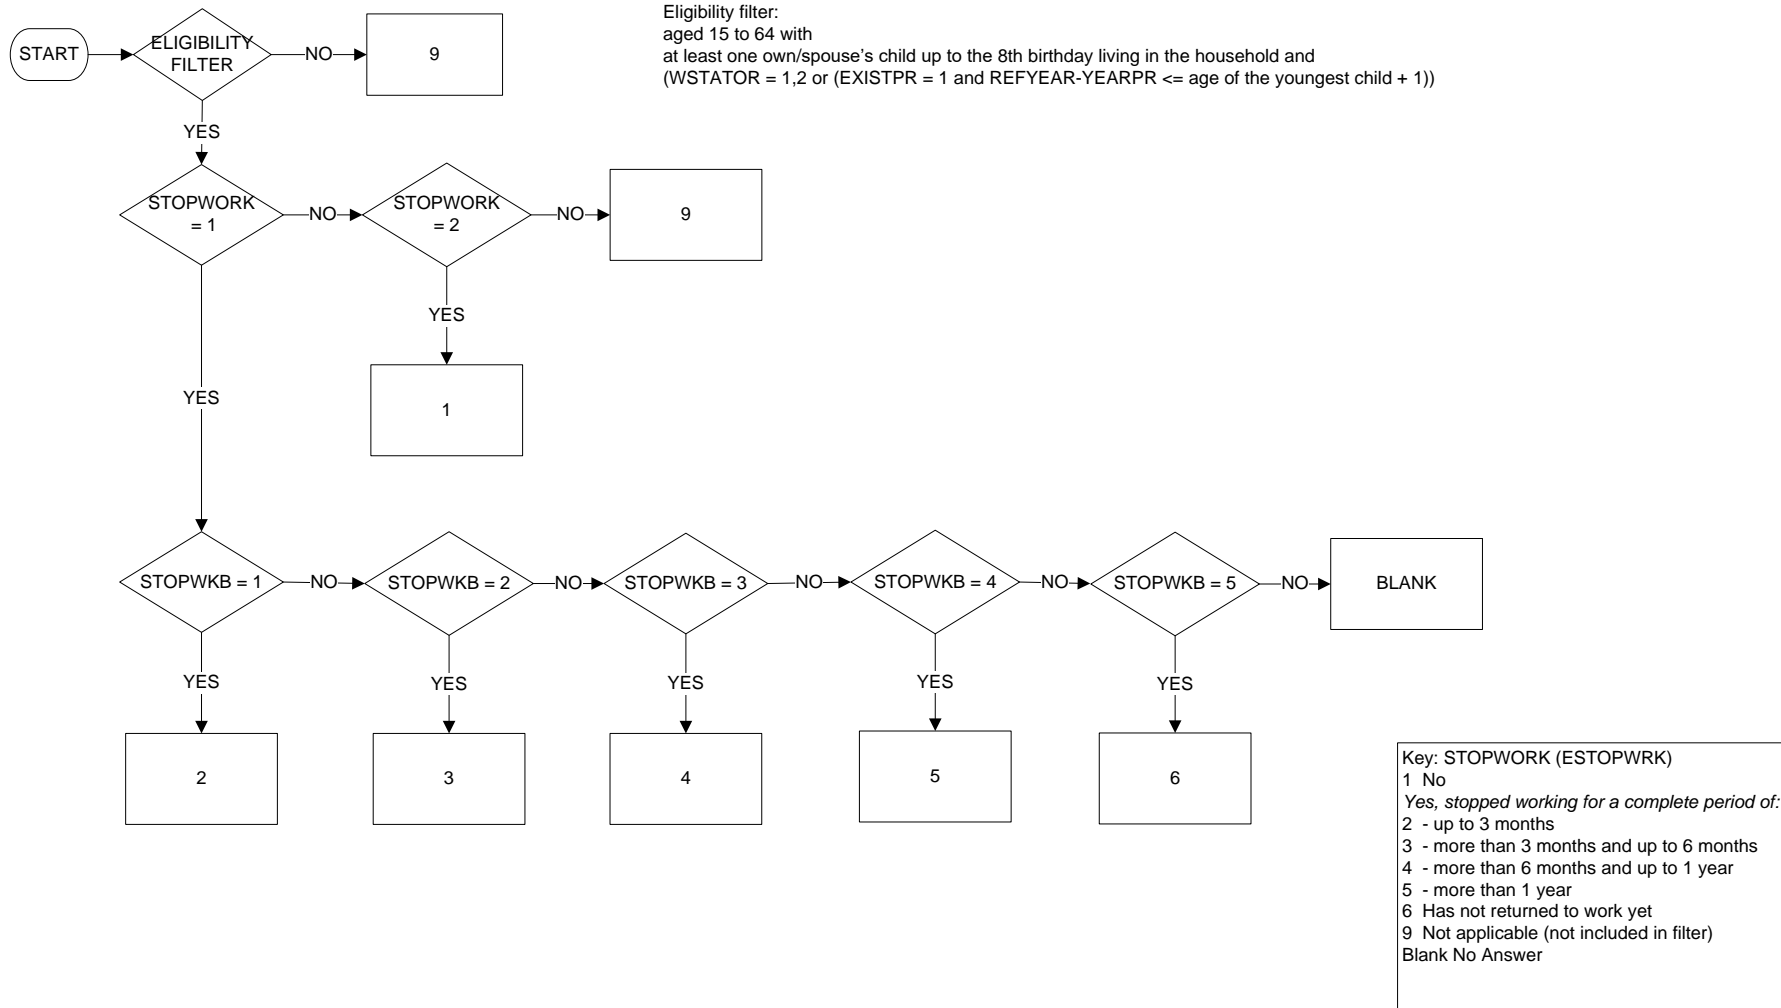 Eligibility filter:
aged 15 to 64 with
at least one own/spouse's child up to the 8th birthday living in the household and
(WSTATOR = 1,2 or (EXISTPR = 1 and REFYEAR-YEARPR <= age of the youngest child + 1))
START
ELIGIBILITY
FILTER
NO
9
YES
STOPWORK
= 1
NO
STOPWORK
= 2
NO
9
YES
1
YES
STOPWKB = 1
NO
STOPWKB = 2
NO
STOPWKB = 3
NO
STOPWKB = 4
NO
STOPWKB = 5
NO
BLANK
YES
YES
YES
YES
YES
2
3
4
5
6
Key: STOPWORK (ESTOPWRK)
1 No
Yes, stopped working for a complete period of:
2 - up to 3 months
3 - more than 3 months and up to 6 months
4 - more than 6 months and up to 1 year
5 - more than 1 year
6 Has not returned to work yet
9 Not applicable (not included in filter)
Blank No Answer